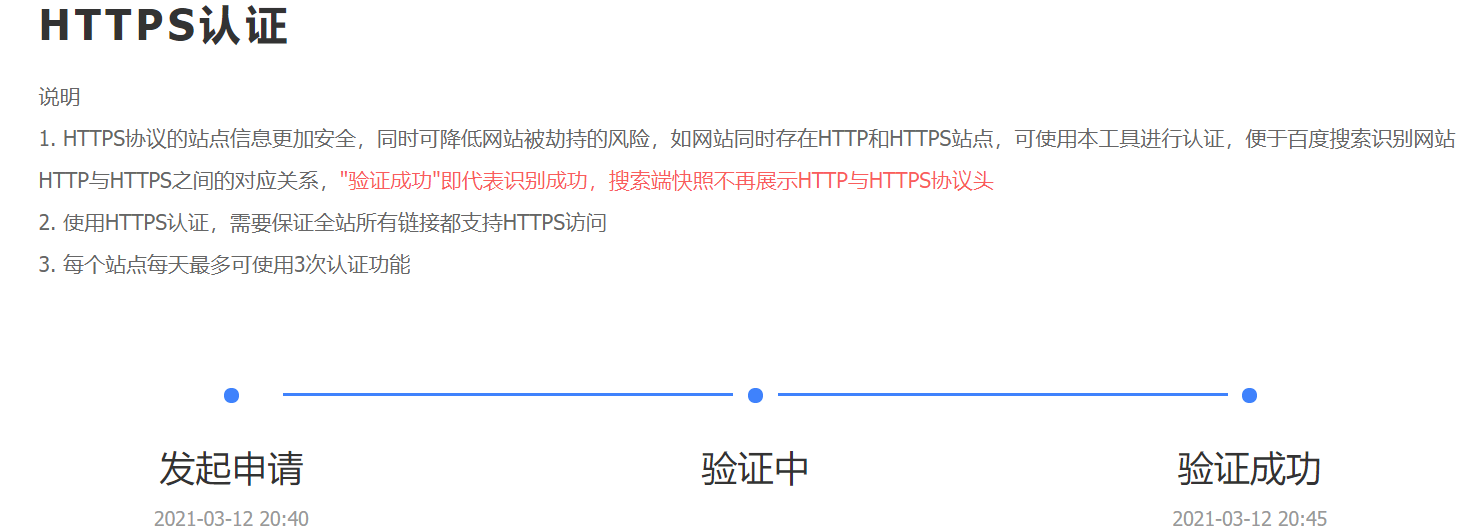 HTTPS认证
说明
1. HTTPS协议的站点信息更加安全，同时可降低网站被劫持的风险，如网站同时存在HTTP和HTTPS站点，可使用本工具进行认证，便于百度搜索识别网站
HTTP与HTTPS之间的对应关系，"验证成功"即代表识别成功，搜索端快照不再展示HTTP与HTTPS协议头
2. 使用HTTPS认证，需要保证全站所有链接都支持HTTPS访问
3. 每个站点每天最多可使用3次认证功能
发起申请 验证中 验证成功
2021-03-12 20:40 2021-03-12 20:45